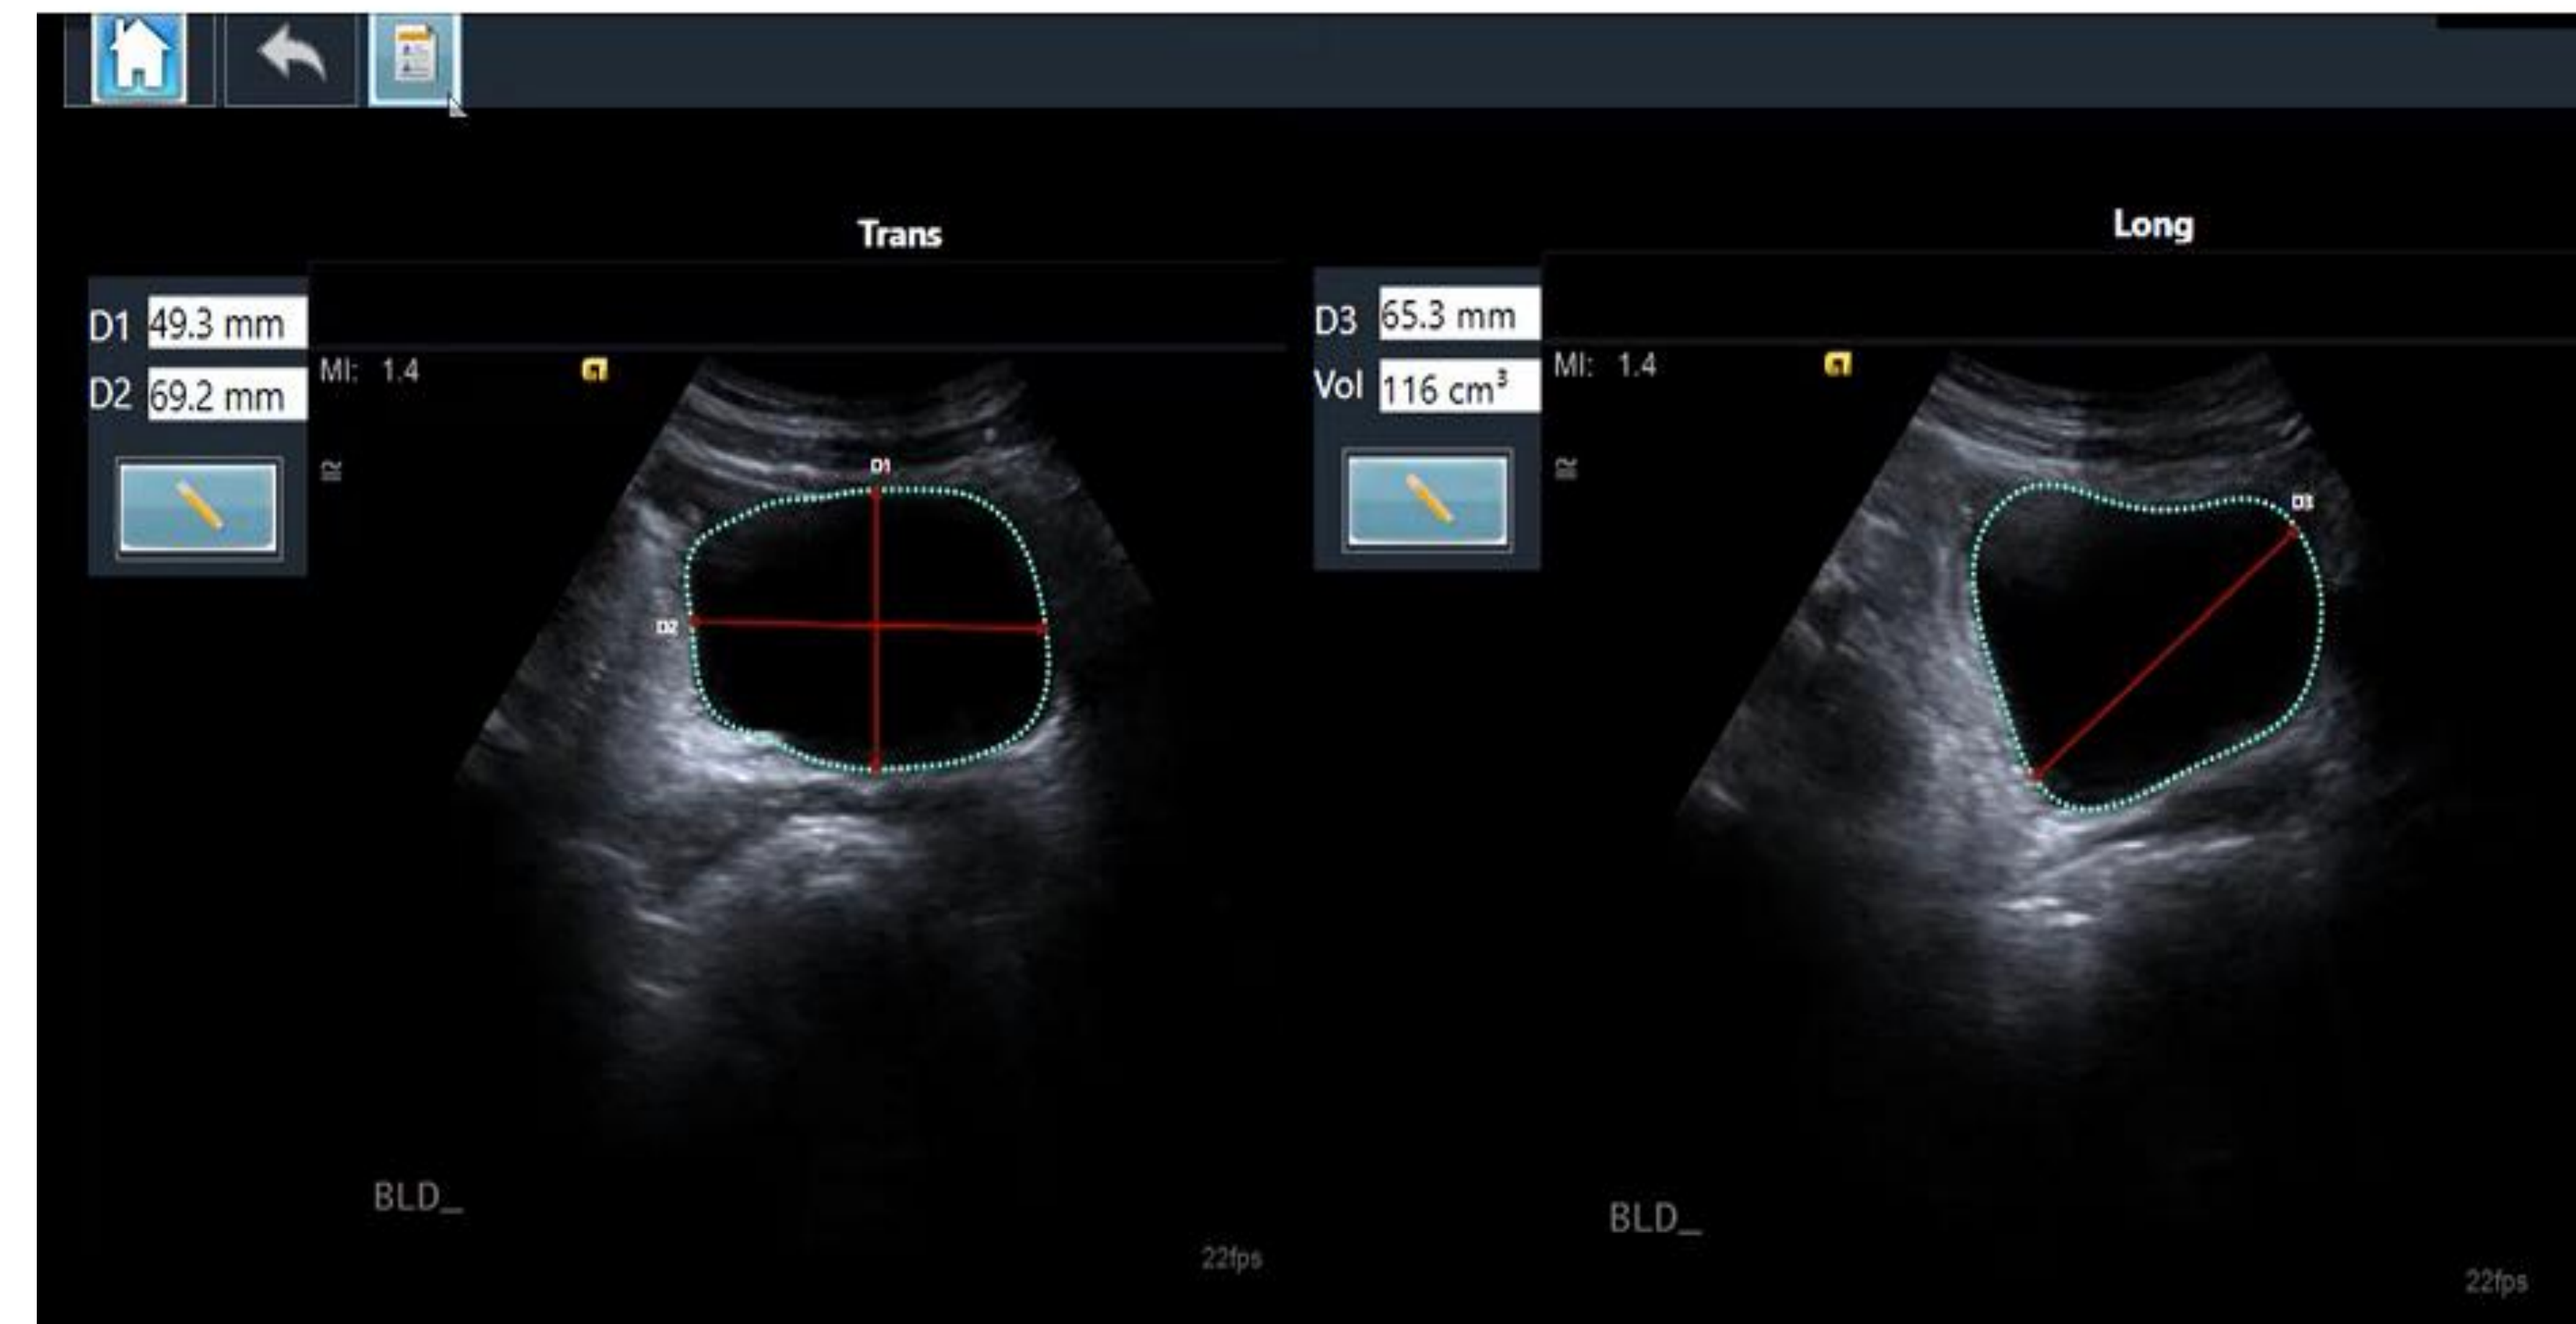 Trans
D1 49.3 mm
D2 69.2 mm
MI: 1.4
D1
D2
BLD_
22fps
Long
D3 65.3 mm
Vol 116 cm³
MI: 1.4
D3
BLD_
22fps